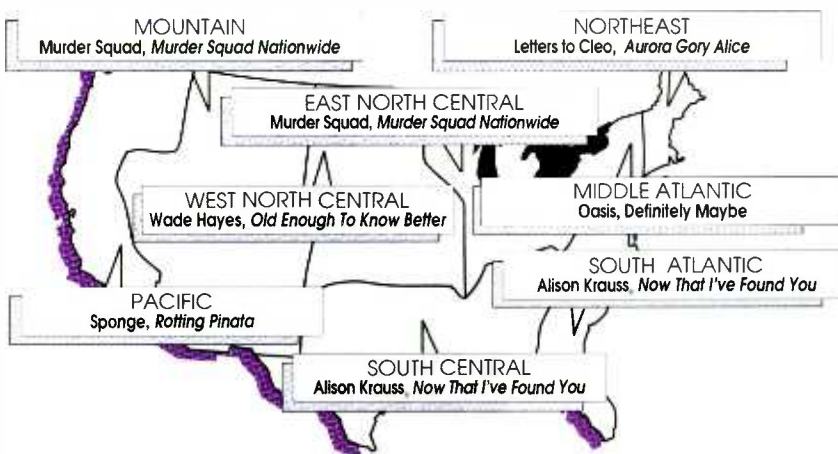 MOUNTAIN
Murder Squad, Murder Squad Nationwide
NORTHEAST
Letters to Cleo, Aurora Gory Alice
EAST NORTH CENTRAL
Murder Squad, Murder Squad Nationwide
WEST NORTH CENTRAL
Wade Hayes, Old Enough To Know Better
MIDDLE ATLANTIC
Oasis, Definitely Maybe
SOUTH ATLANTIC
Alison Krauss, Now That I've Found You
PACIFIC
Sponge, Rotting Pinata
SOUTH CENTRAL
Alison Krauss, Now That I've Found You